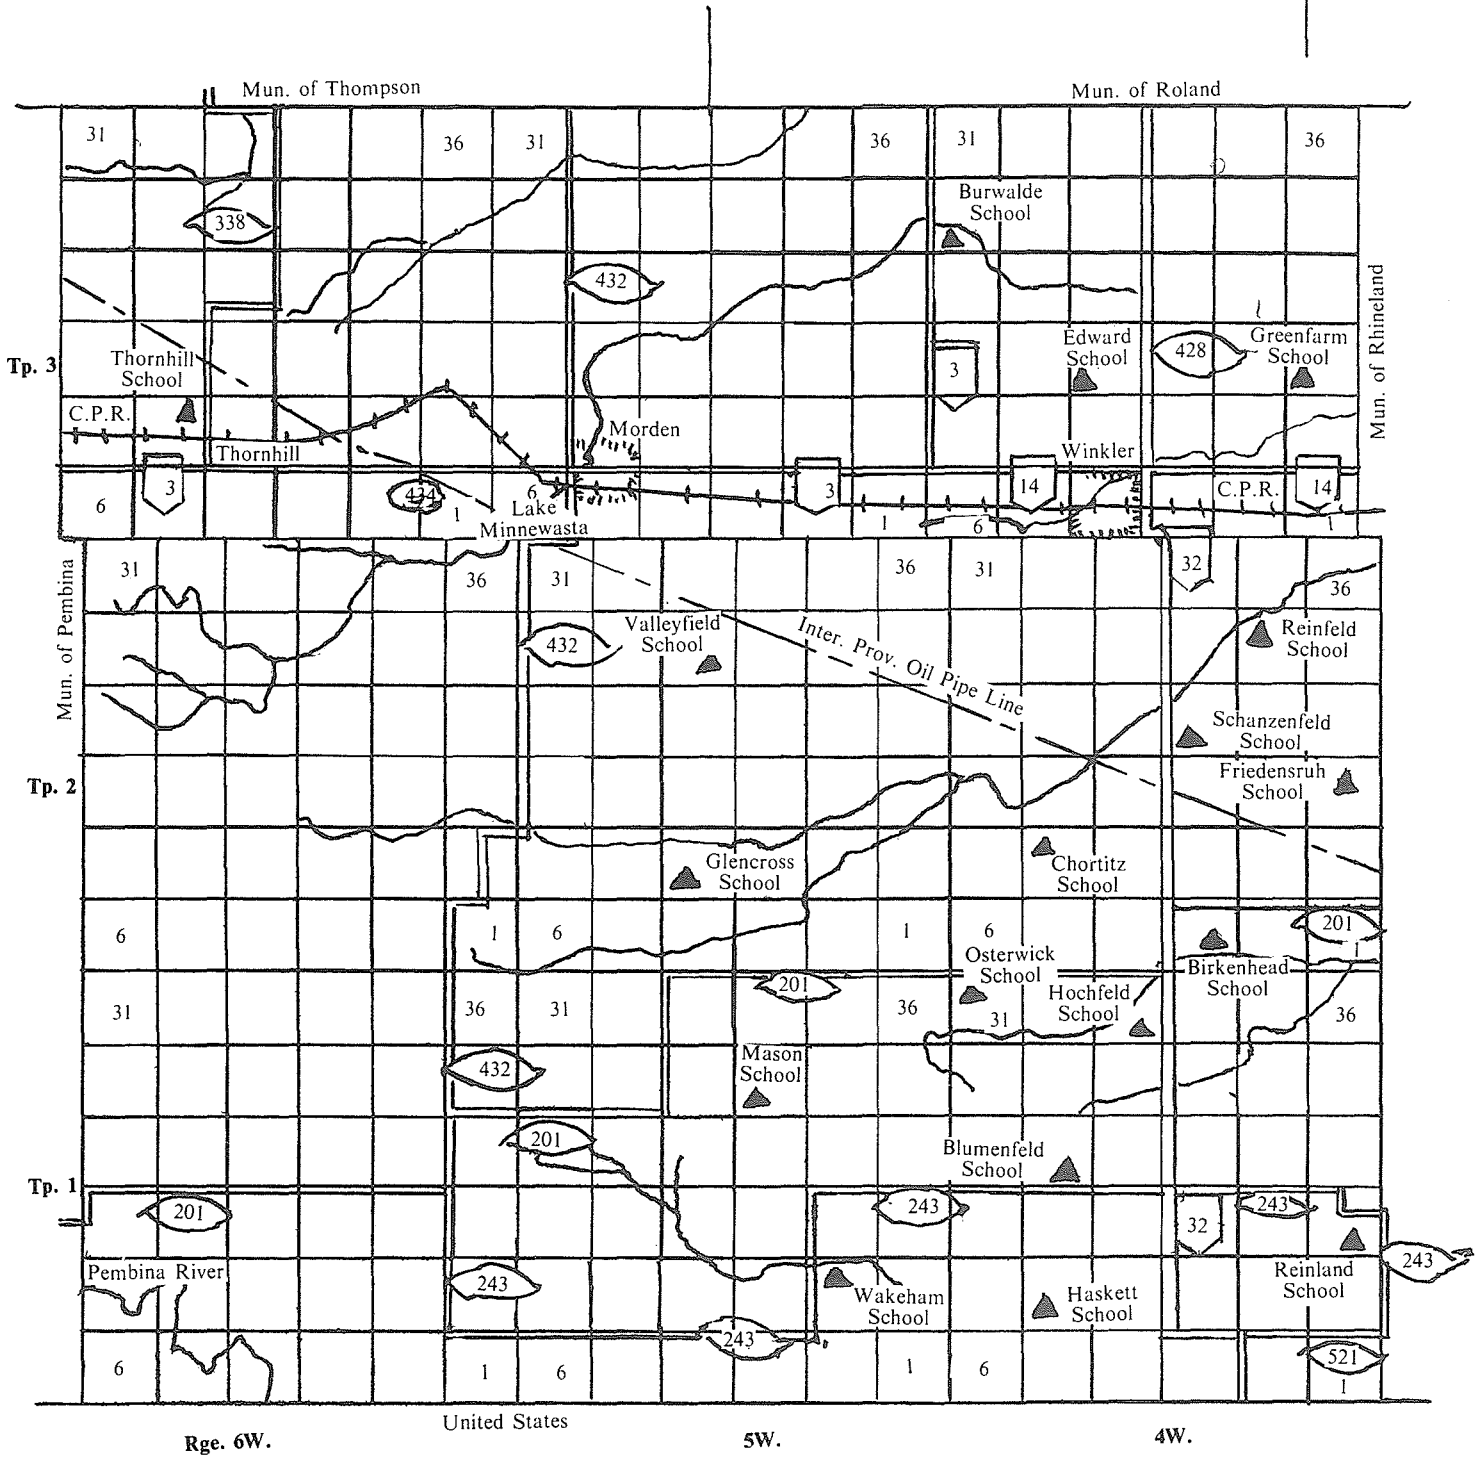 Mun. of Thompson
Mun. of Roland
31
36
31
36
31
36
Burwalde
School
338
432
Mun. of Rhineland
Tp. 3
Thornhill
School
3
Edward
School
428
Greenfarm
School
C.P.R.
Morden
Thornhill
Winkler
6
3
434
1
6
Lake
Minnewasta
3
1
6
14
C.P.R.
14
1
Mun. of Pembina
31
36
31
36
31
32
36
432
Valleyfield
School
Inter. Prov. Oil Pipe Line
Reinfeld
School
Schanzenfeld
School
Tp. 2
Friedensruh
School
Glencross
School
Chortitz
School
6
1
6
1
6
201
Osterwick
School
Birkenhead
School
201
31
36
31
36
31
Hochfeld
School
36
432
Mason
School
201
Blumenfeld
School
Tp. 1
201
243
32
243
Pembina River
243
Wakeham
School
Haskett
School
Reinland
School
243
243
6
1
6
1
6
521
1
United States
Rge. 6W.
5W.
4W.